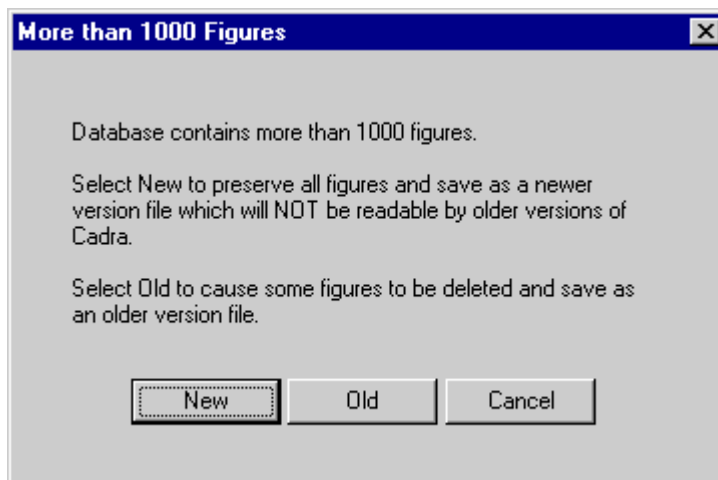 More than 1000 Figures
Database contains more than 1000 figures.
Select New to preserve all figures and save as a newer
version file which will NOT be readable by older versions of
Cadra.
Select Old to cause some figures to be deleted and save as
an older version file.
New
Old
Cancel